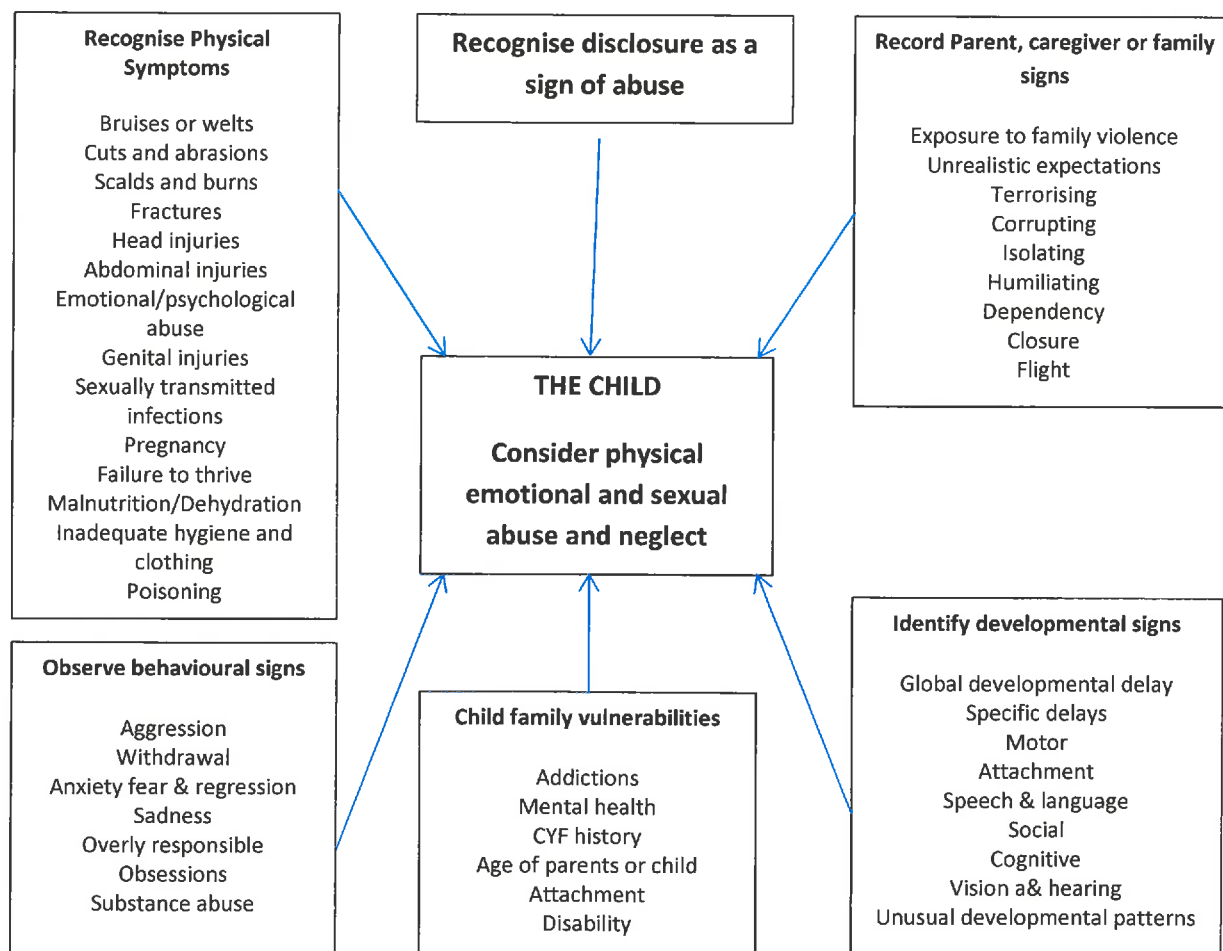 Recognise Physical
Symptoms
Bruises or welts
Cuts and abrasions
Scalds and burns
Fractures
Head injuries
Abdominal injuries
Emotional/psychological
abuse
Genital injuries
Sexually transmitted
infections
Pregnancy
Failure to thrive
Malnutrition/Dehydration
Inadequate hygiene and
clothing
Poisoning
Recognise disclosure as a
sign of abuse
Record Parent, caregiver or family
signs
Exposure to family violence
Unrealistic expectations
Terrorising
Corrupting
Isolating
Humiliating
Dependency
Closure
Flight
THE CHILD
Consider physical
emotional and sexual
abuse and neglect
Observe behavioural signs
Aggression
Withdrawal
Anxiety fear & regression
Sadness
Overly responsible
Obsessions
Substance abuse
Child family vulnerabilities
Addictions
Mental health
CYF history
Age of parents or child
Attachment
Disability
Identify developmental signs
Global developmental delay
Specific delays
Motor
Attachment
Speech & language
Social
Cognitive
Vision a& hearing
Unusual developmental patterns